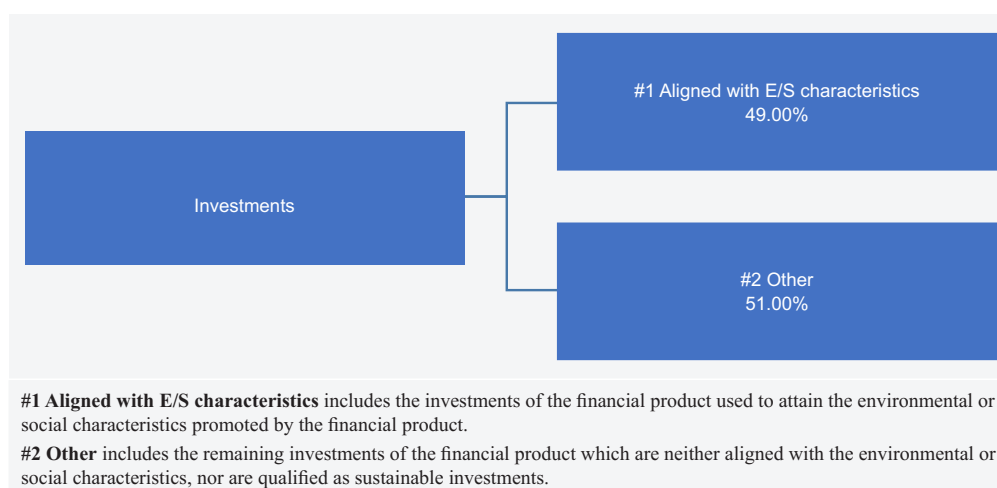 #1 Aligned with E/S characteristics
49.00%
Investments
#2 Other
51.00%
#1 Aligned with E/S characteristics includes the investments of the financial product used to attain the environmental or
social characteristics promoted by the financial product.
#2 Other includes the remaining investments of the financial product which are neither aligned with the environmental or
social characteristics, nor are qualified as sustainable investments.